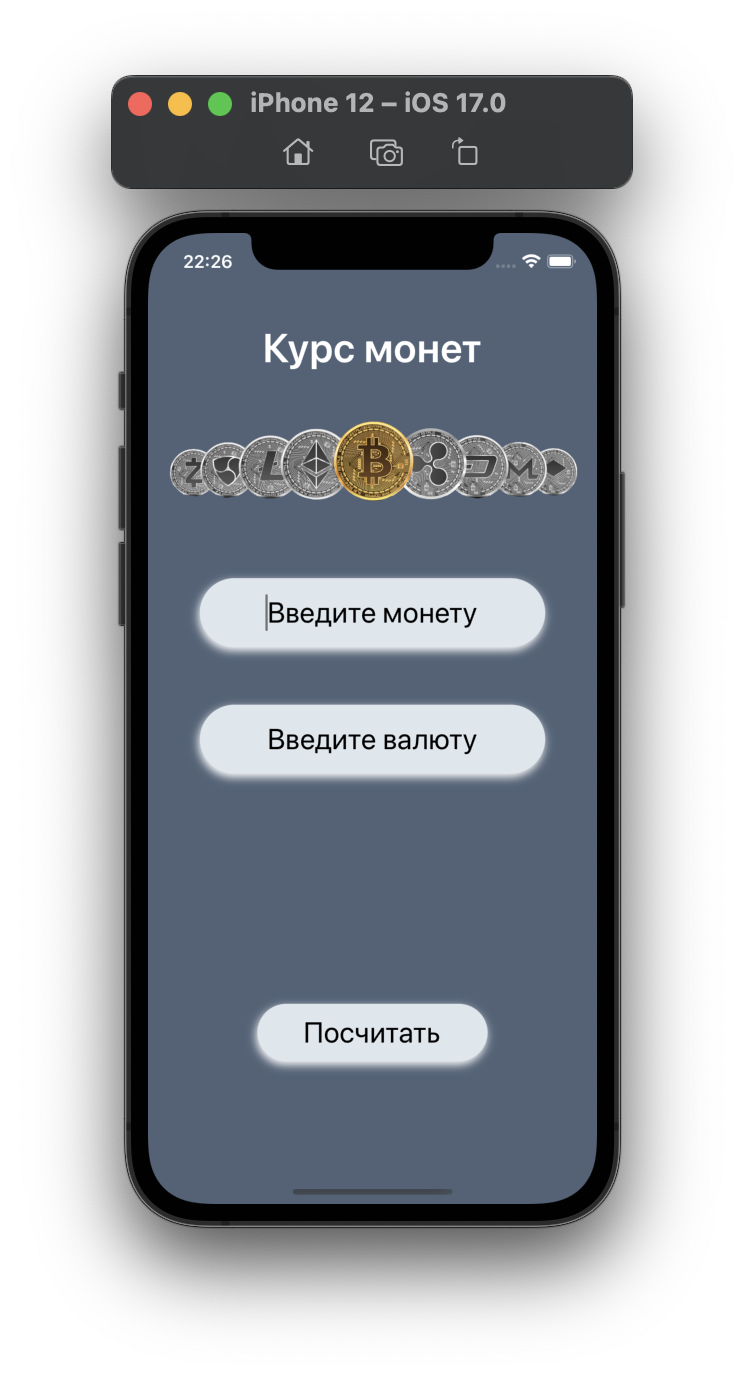 iPhone 12 – iOS 17.0
22:26
Курс монет
Введите монету
Введите валюту
Посчитать